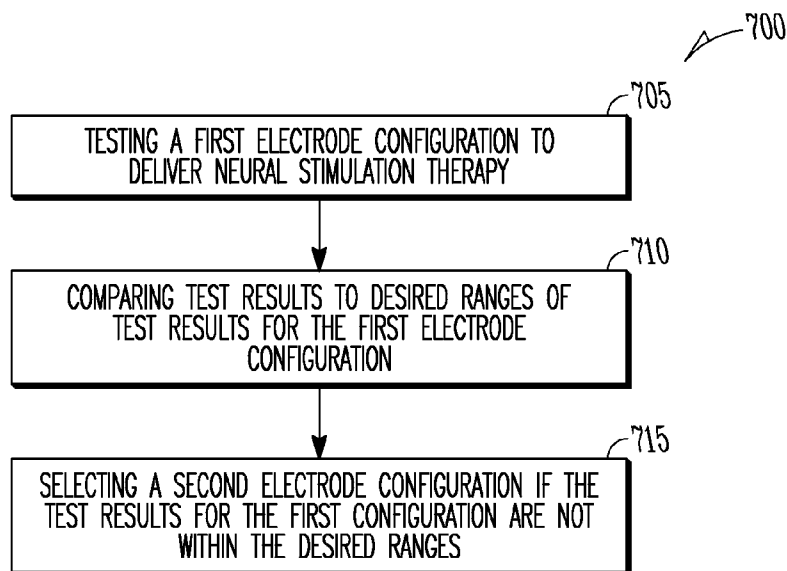 700
705
TESTING A FIRST ELECTRODE CONFIGURATION TO
DELIVER NEURAL STIMULATION THERAPY
710
COMPARING TEST RESULTS TO DESIRED RANGES OF
TEST RESULTS FOR THE FIRST ELECTRODE
CONFIGURATION
715
SELECTING A SECOND ELECTRODE CONFIGURATION IF THE
TEST RESULTS FOR THE FIRST CONFIGURATION ARE NOT
WITHIN THE DESIRED RANGES